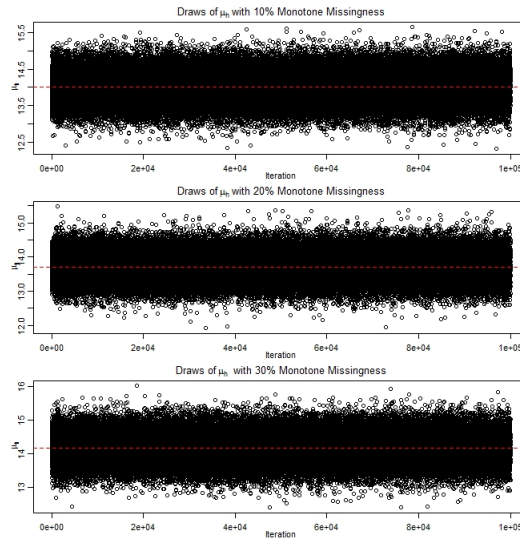 Draws of μh with 10% Monotone Missingness
15.5
14.5
13.5
12.5
μ
0e+00 2e+04 4e+04 6e+04 8e+04 1e+05
Iteration
Draws of μh with 20% Monotone Missingness
15.0
14.0
13.0
12.0
μ
0e+00 2e+04 4e+04 6e+04 8e+04 1e+05
Iteration
Draws of μh with 30% Monotone Missingness
16
15
14
13
μ
0e+00 2e+04 4e+04 6e+04 8e+04 1e+05
Iteration